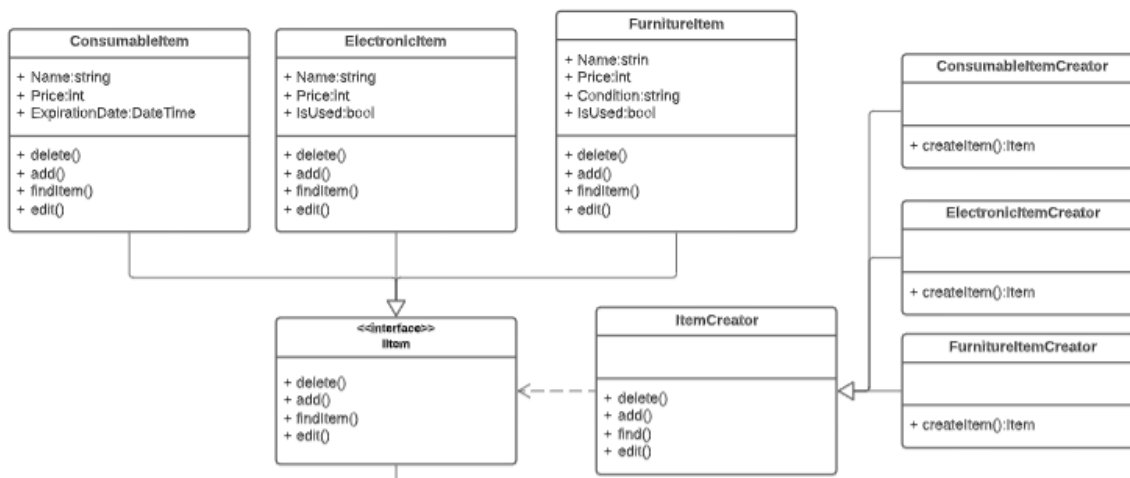 ConsumableItem
+ Name:string
+ Price:int
+ ExpirationDate:DateTime
+ delete()
+ add()
+ findItem()
+ edit()
ElectronicItem
+ Name:string
+ Price:int
+ IsUsed:bool
+ delete()
+ add()
+ findItem()
+ edit()
FurnitureItem
+ Name:strin
+ Price:int
+ Condition:string
+ IsUsed:bool
+ delete()
+ add()
+ findItem()
+ edit()
ConsumableItemCreator
+ createItem():Item
ElectronicItemCreator
+ createItem():Item
FurnitureItemCreator
+ createItem():Item
<<interface>>
IItem
+ delete()
+ add()
+ findItem()
+ edit()
ItemCreator
+ delete()
+ add()
+ find()
+ edit()